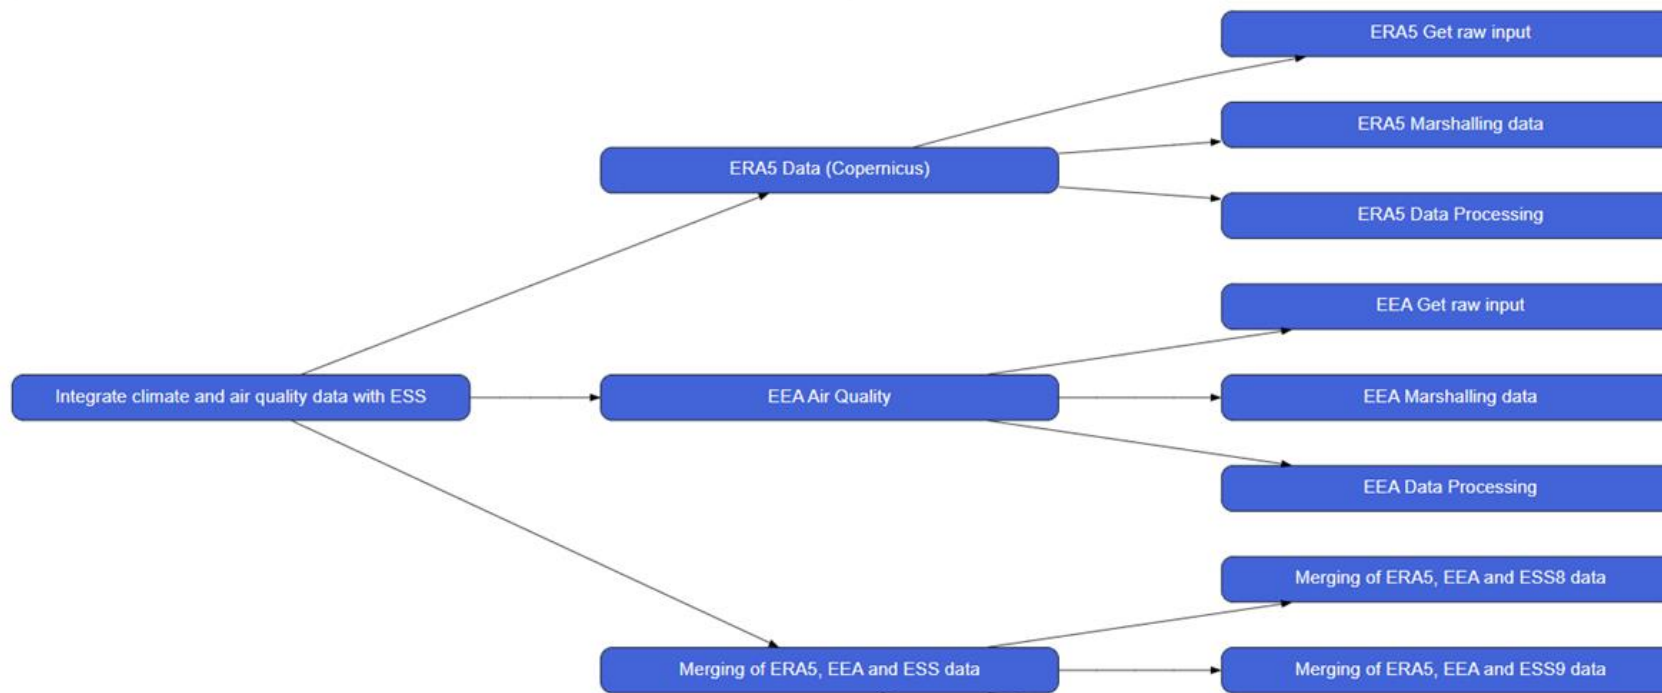 ERA5 Get raw input
ERA5 Marshalling data
ERA5 Data (Copernicus)
ERA5 Data Processing
EEA Get raw input
Integrate climate and air quality data with ESS
EEA Air Quality
EEA Marshalling data
EEA Data Processing
Merging of ERA5, EEA and ESS8 data
Merging of ERA5, EEA and ESS data
Merging of ERA5, EEA and ESS9 data